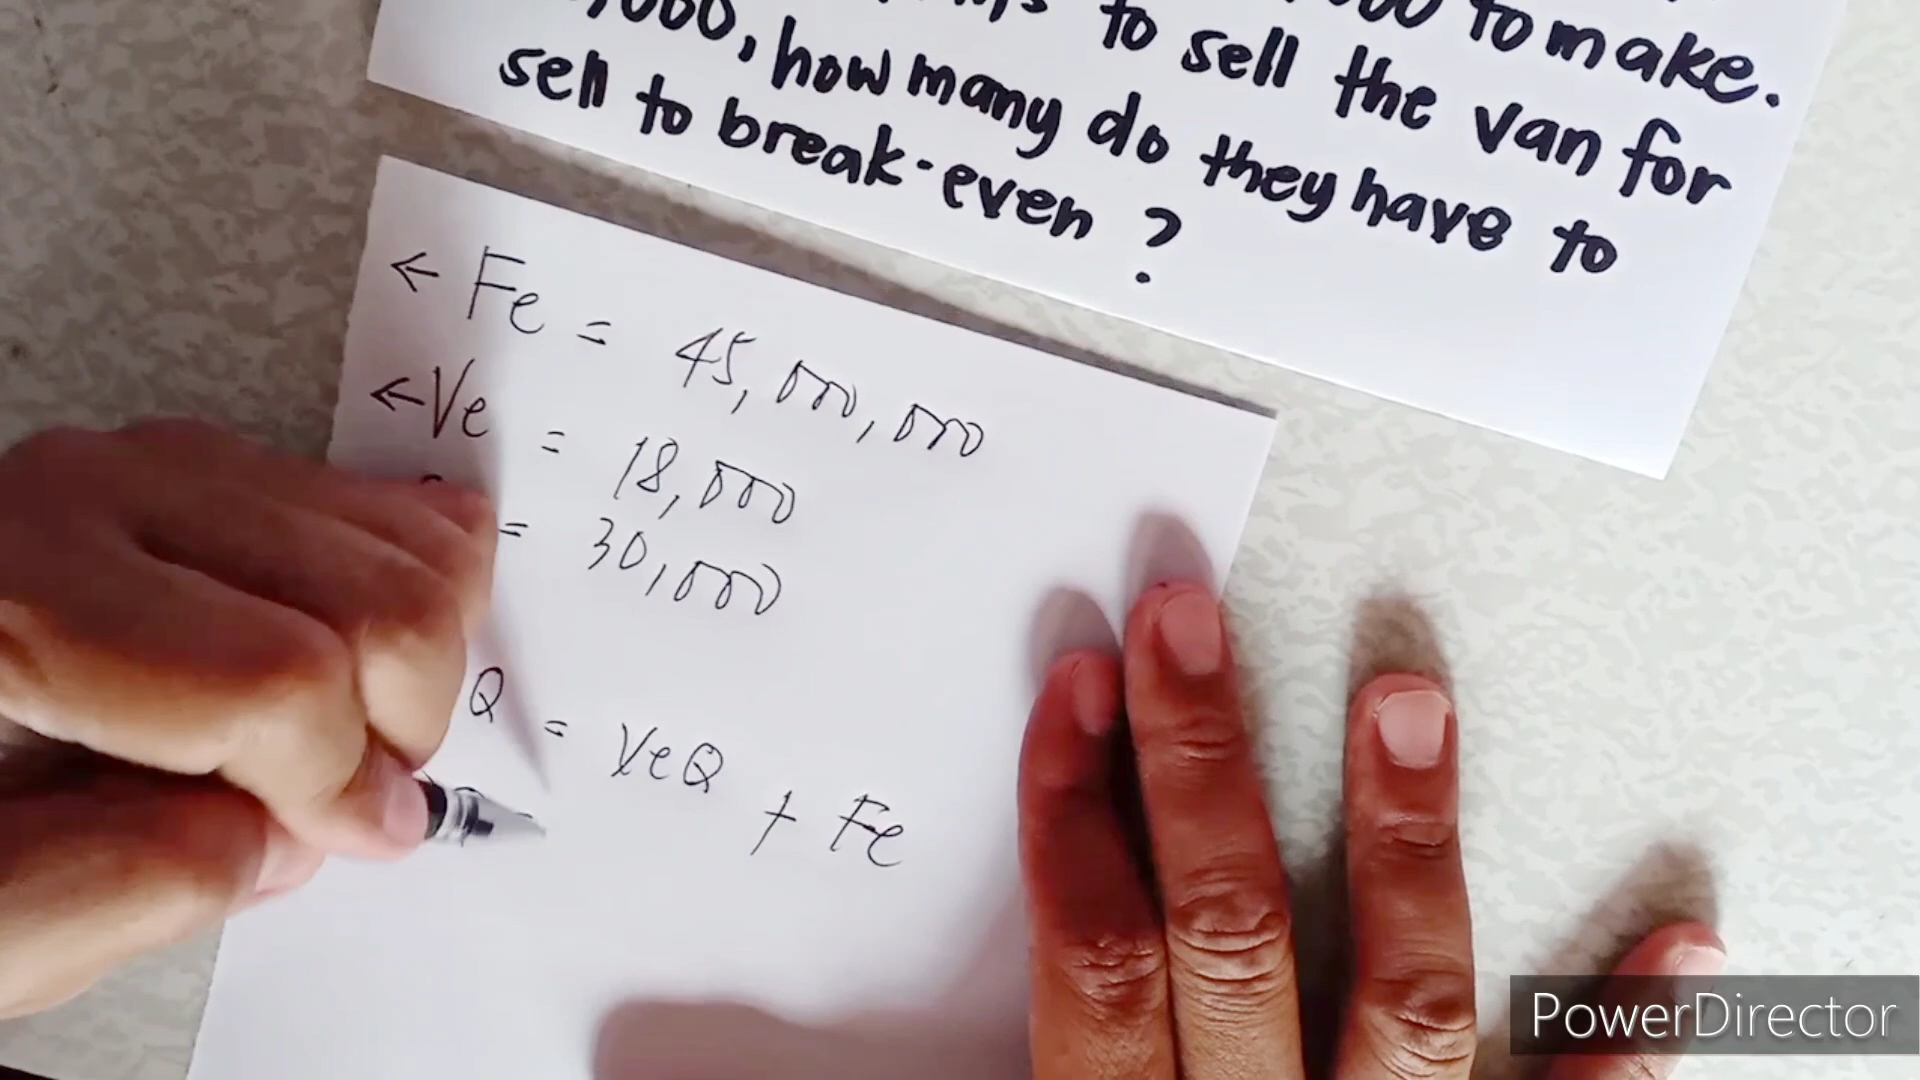 to make.
to sell the van for
how many do they have to
sell to break-even?
← Fe = 45,000,000
← Ve = 18,000
= 30,000
Q = VeQ + Fe
PowerDirector